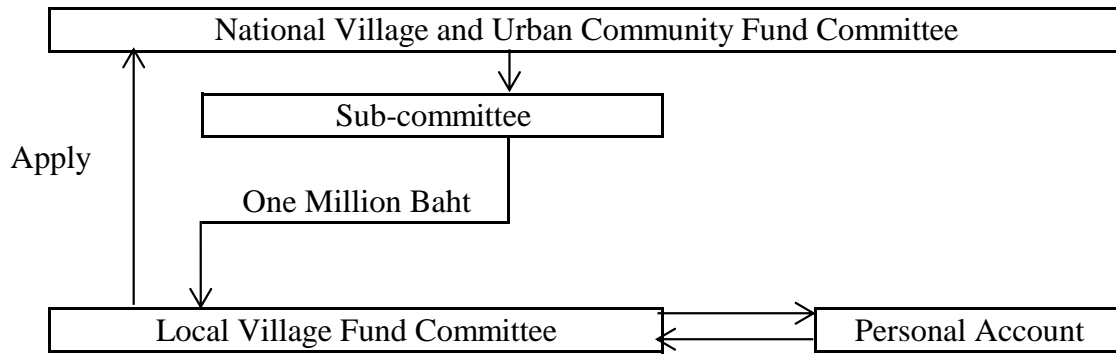 National Village and Urban Community Fund Committee
Sub-committee
Apply
One Million Baht
Local Village Fund Committee
Personal Account